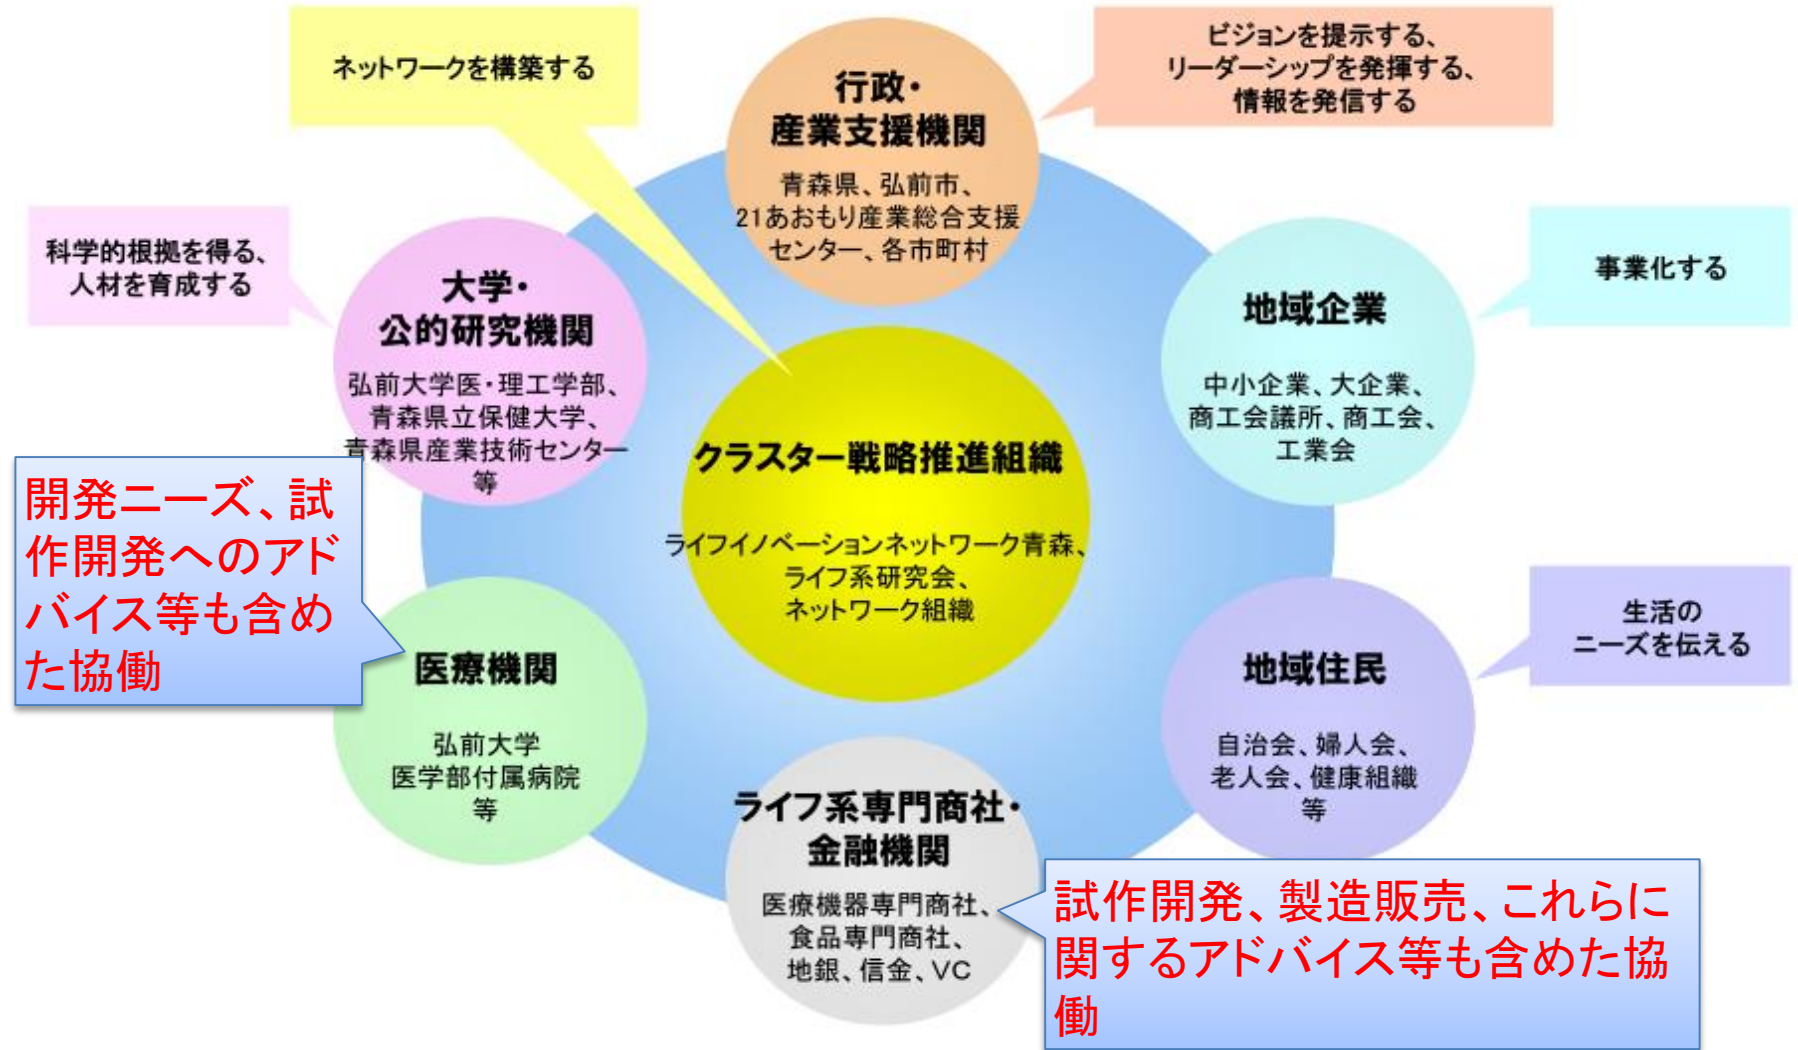 ネットワークを構築する
ビジョンを提示する、
リーダーシップを発揮する、
情報を発信する
行政・
産業支援機関
青森県、弘前市、
21あおもり産業総合支援
センター、各市町村
科学的根拠を得る、
人材を育成する
大学・
公的研究機関
弘前大学医・理工学部、
青森県立保健大学、
青森県産業技術センター
等
事業化する
地域企業
中小企業、大企業、
商工会議所、商工会、
工業会
クラスター戦略推進組織
ライフイノベーションネットワーク青森、
ライフ系研究会、
ネットワーク組織
開発ニーズ、試
作開発へのアド
バイス等も含め
た協働
医療機関
弘前大学
医学部付属病院
等
生活の
ニーズを伝える
地域住民
自治会、婦人会、
老人会、健康組織
等
ライフ系専門商社・
金融機関
医療機器専門商社、
食品専門商社、
地銀、信金、VC
試作開発、製造販売、これらに
関するアドバイス等も含めた協
働